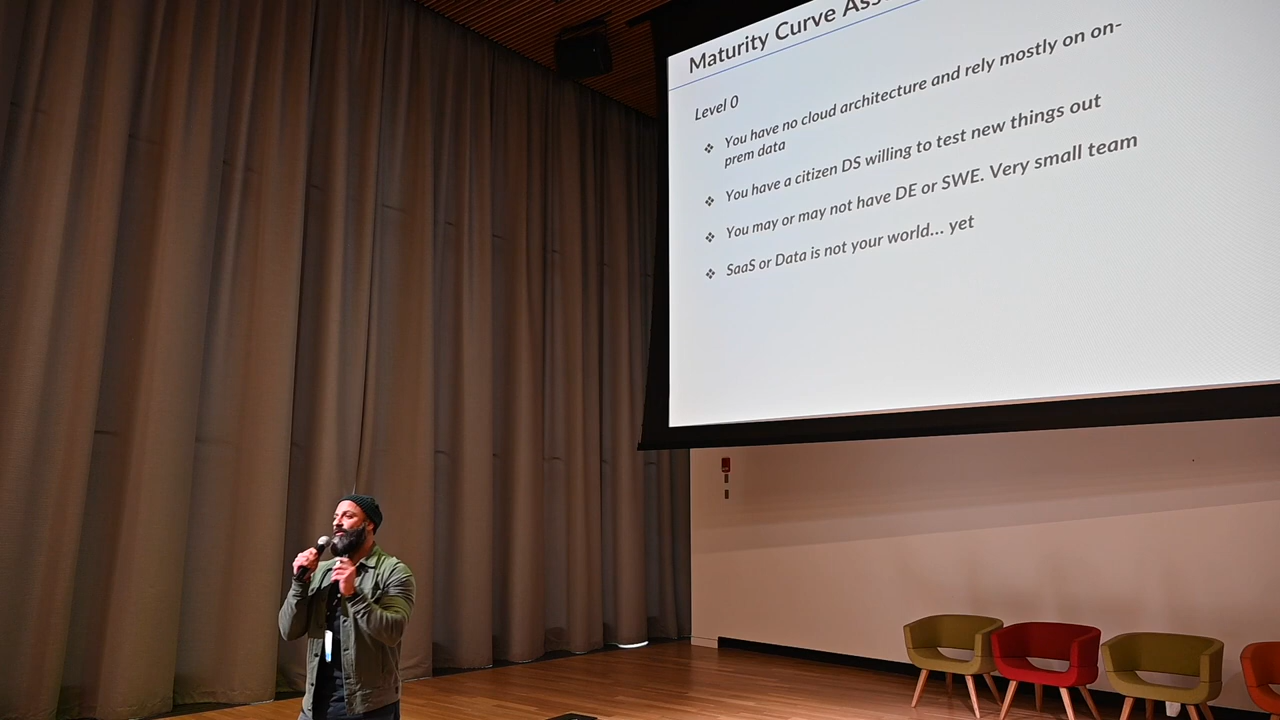 Maturity Curve
Level 0
❖ You have no cloud architecture and rely mostly on on-
prem data
❖ You have a citizen DS willing to test new things out
❖ You may or may not have DE or SWE. Very small team
❖ SaaS or Data is not your world... yet